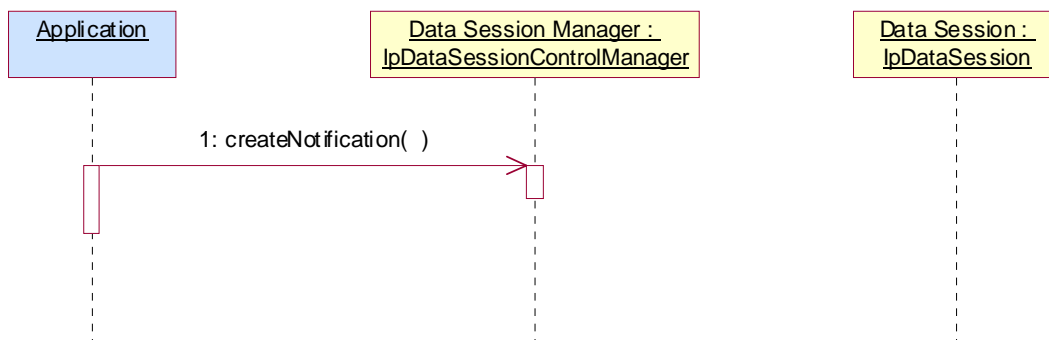 Application
Data Session Manager :
IpDataSessionControlManager
Data Session :
IpDataSession
1: createNotification( )